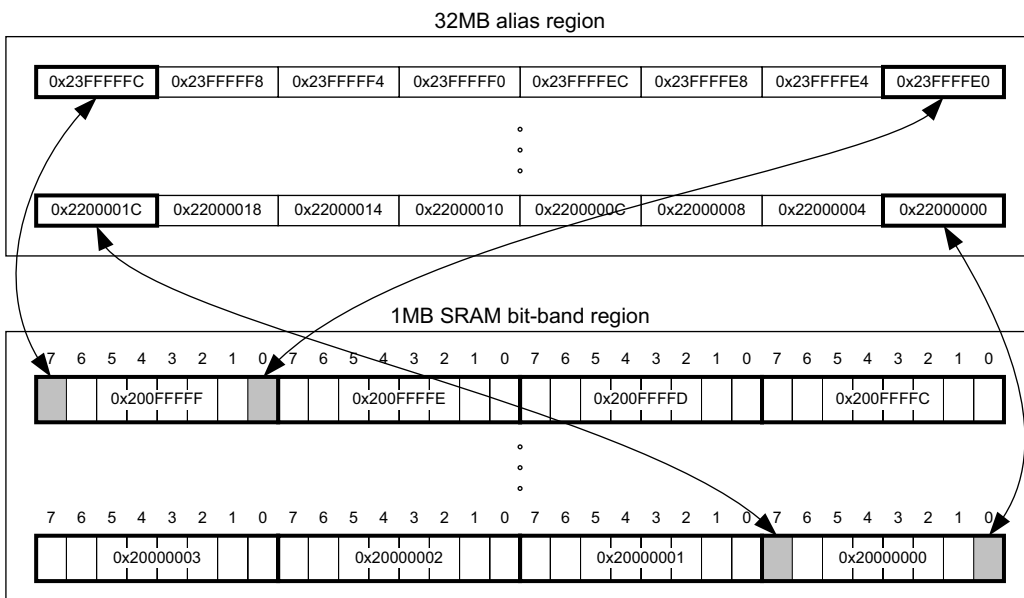 32MB alias region
0x23FFFFFC 0x23FFFFF8 0x23FFFFF4 0x23FFFFF0 0x23FFFFEC 0x23FFFFE8 0x23FFFFE4 0x23FFFFE0
0x2200001C 0x22000018 0x22000014 0x22000010 0x2200000C 0x22000008 0x22000004 0x22000000
1MB SRAM bit-band region
7 6 5 4 3 2 1 0 7 6 5 4 3 2 1 0 7 6 5 4 3 2 1 0 7 6 5 4 3 2 1 0
0x200FFFFF 0x200FFFFE 0x200FFFFD 0x200FFFFC
7 6 5 4 3 2 1 0 7 6 5 4 3 2 1 0 7 6 5 4 3 2 1 0 7 6 5 4 3 2 1 0
0x20000003 0x20000002 0x20000001 0x20000000